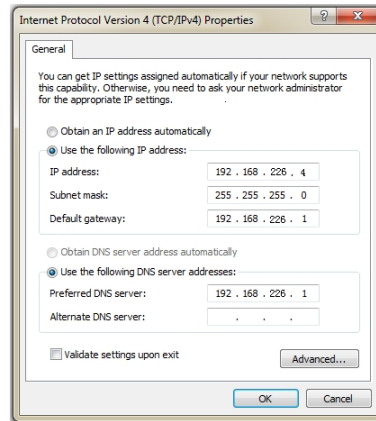 Internet Protocol Version 4 (TCP/IPv4) Properties
General
You can get IP settings assigned automatically if your network supports
this capability. Otherwise, you need to ask your network administrator
for the appropriate IP settings.
Obtain an IP address automatically
Use the following IP address:
IP address: 192 . 168 . 226 . 4
Subnet mask: 255 . 255 . 255 . 0
Default gateway: 192 . 168 . 226 . 1
Obtain DNS server address automatically
Use the following DNS server addresses:
Preferred DNS server: 192 . 168 . 226 . 1
Alternate DNS server: . . .
Validate settings upon exit
Advanced...
OK Cancel